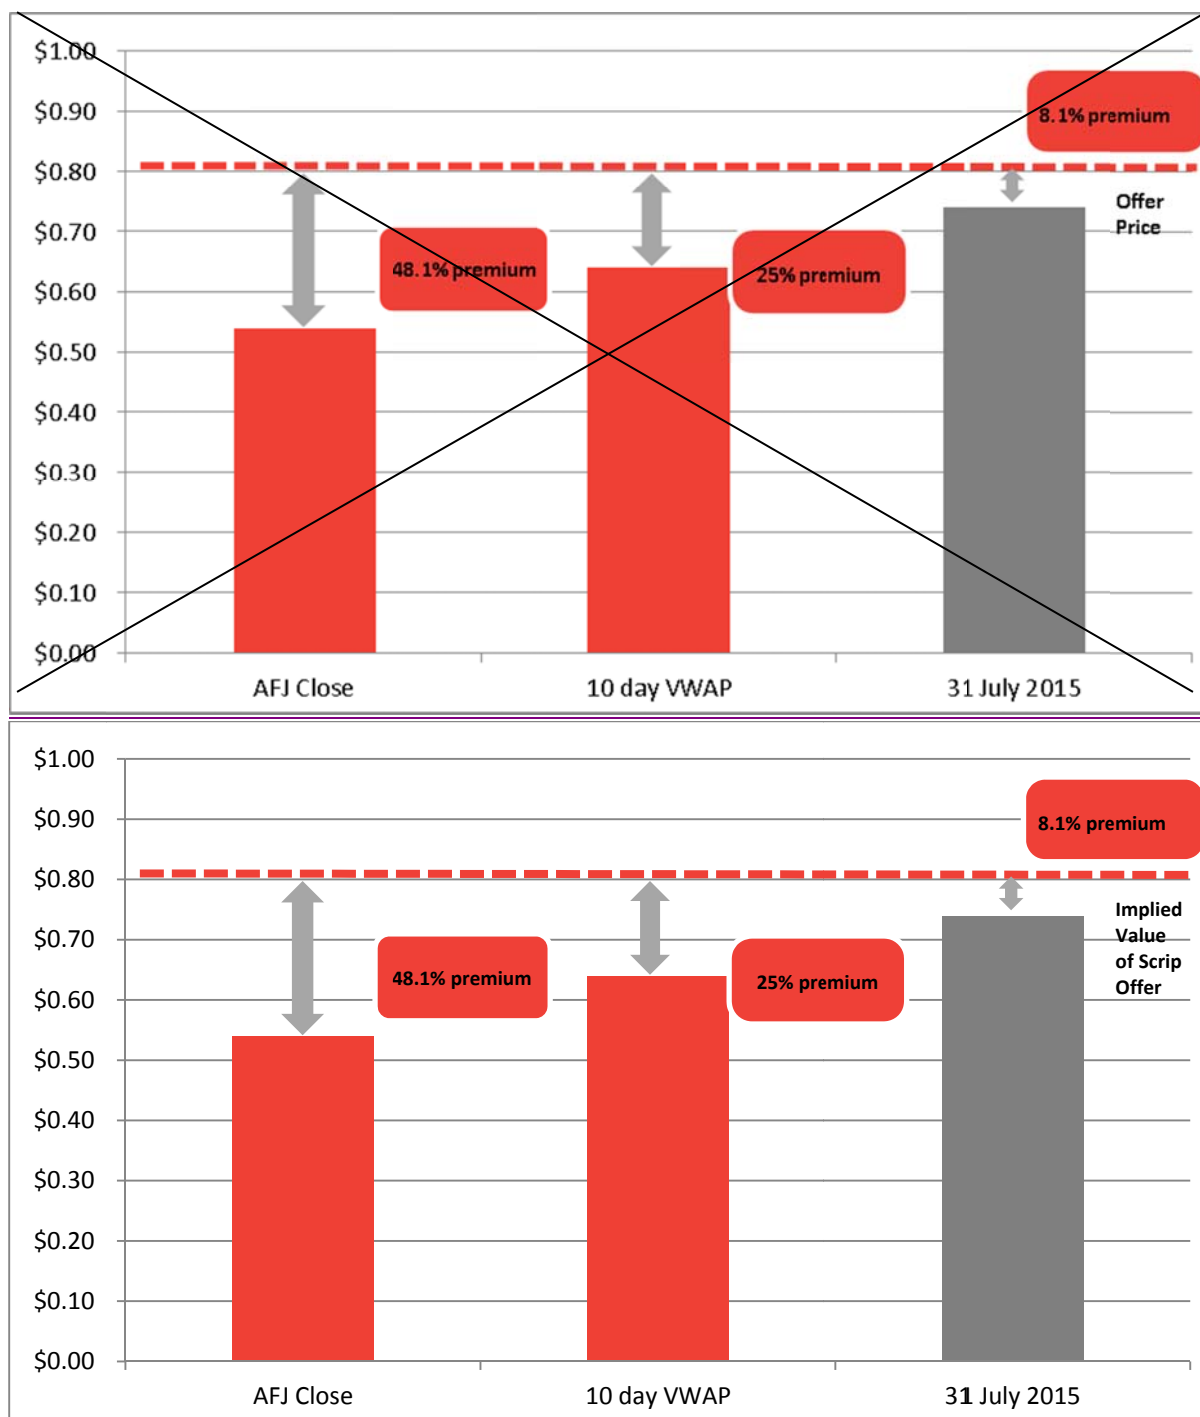 $1.00
$0.90
8.1% premium
$0.80
Offer
Price
$0.70
48.1% premium
25% premium
$0.60
$0.50
$0.40
$0.30
$0.20
$0.10
$0.00
AFJ Close
10 day VWAP
31 July 2015
$1.00
$0.90
8.1% premium
$0.80
Implied
Value
of Scrip
Offer
$0.70
48.1% premium
25% premium
$0.60
$0.50
$0.40
$0.30
$0.20
$0.10
$0.00
AFJ Close
10 day VWAP
31 July 2015